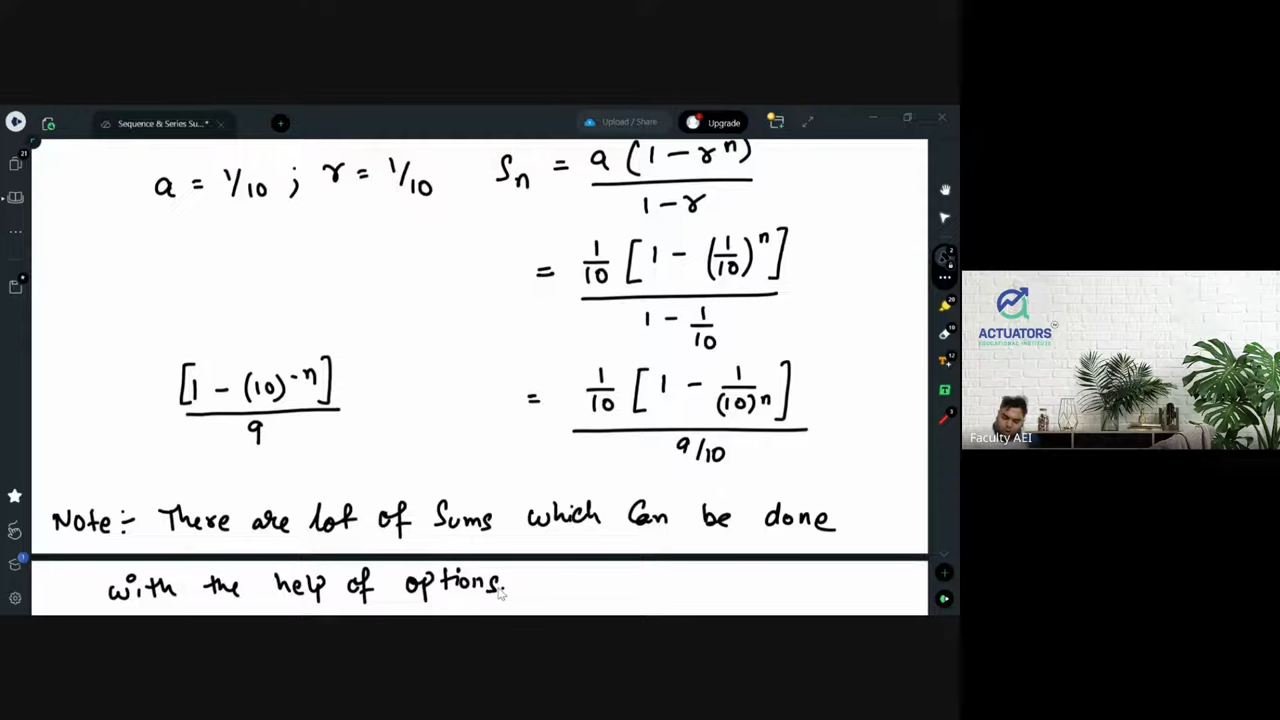 Sequence & Series Su...*
Upload / Share
Upgrade
a = 1/10 ; r = 1/10
Sn = a (1 - r^n) / 1 - r
= 1/10 [1 - (1/10)^n] / 1 - 1/10
= 1/10 [1 - 1/(10)^n] / 9/10
[1 - (10)^-n] / 9
Note:- There are lot of Sums which Can be done
with the help of options.
ACTUATORS
EDUCATIONAL INSTITUTE
Faculty AEI